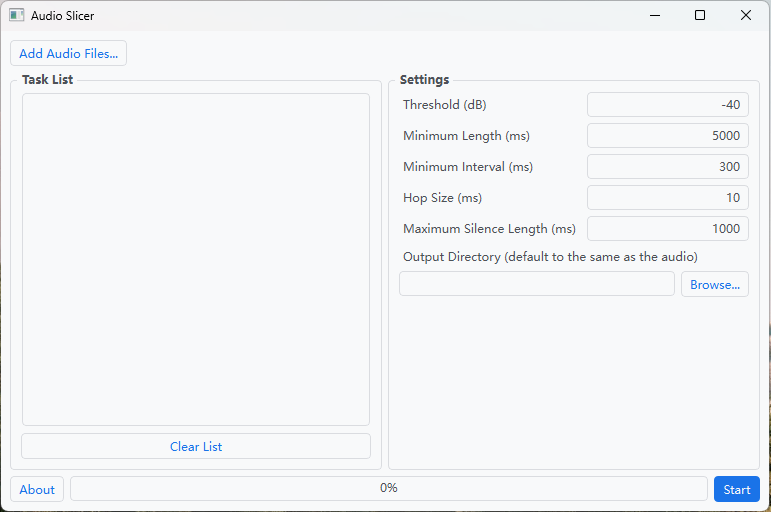 Audio Slicer
Add Audio Files...
Task List
Clear List
Settings
Threshold (dB) -40
Minimum Length (ms) 5000
Minimum Interval (ms) 300
Hop Size (ms) 10
Maximum Silence Length (ms) 1000
Output Directory (default to the same as the audio)
Browse...
About 0% Start